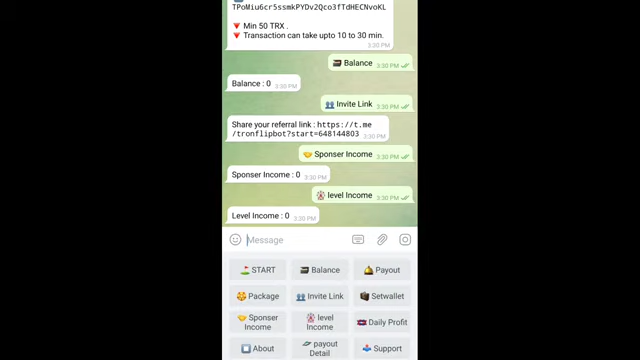 TPoWiu6cr5ssmkPYDv2Qco3fTdHECNvoKL
Min 50 TRX .
Transaction can take upto 10 to 30 min.
3:30 PM
Balance
3:30 PM
Balance : 0
3:30 PM
Invite Link
3:30 PM
Share your referral link : https://t.me
/tronflipbot?start=648144803
3:30 PM
Sponser Income
3:30 PM
Sponser Income : 0
3:30 PM
level Income
3:30 PM
Level Income : 0
3:30 PM
Message
START
Balance
Payout
Package
Invite Link
Setwallet
Sponser
Income
level
Income
Daily Profit
About
payout
Detail
Support